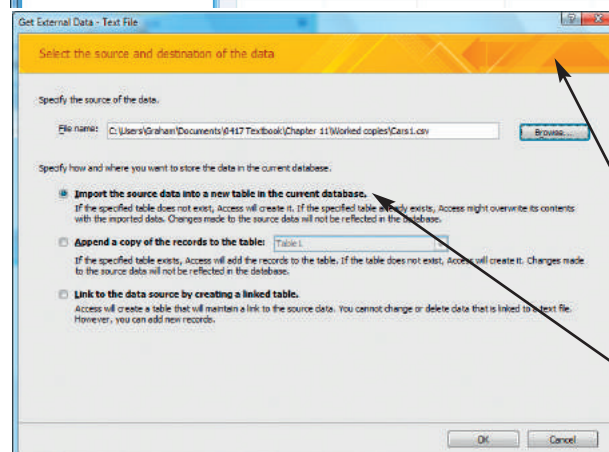 Get External Data - Text File
Select the source and destination of the data
Specify the source of the data.
File name: C:\Users\Graham\Documents\0417 Textbook\Chapter 11\Worked copies\Cars1.csv Browse...
Specify how and where you want to store the data in the current database.
Import the source data into a new table in the current database.
If the specified table does not exist, Access will create it. If the specified table already exists, Access might overwrite its contents
with the imported data. Changes made to the source data will not be reflected in the database.
Append a copy of the records to the table: Table1
If the specified table exists, Access will add the records to the table. If the table does not exist, Access will create it. Changes made
to the source data will not be reflected in the database.
Link to the data source by creating a linked table.
Access will create a table that will maintain a link to the source data. You cannot change or delete data that is linked to a text file.
However, you can add new records.
OK Cancel